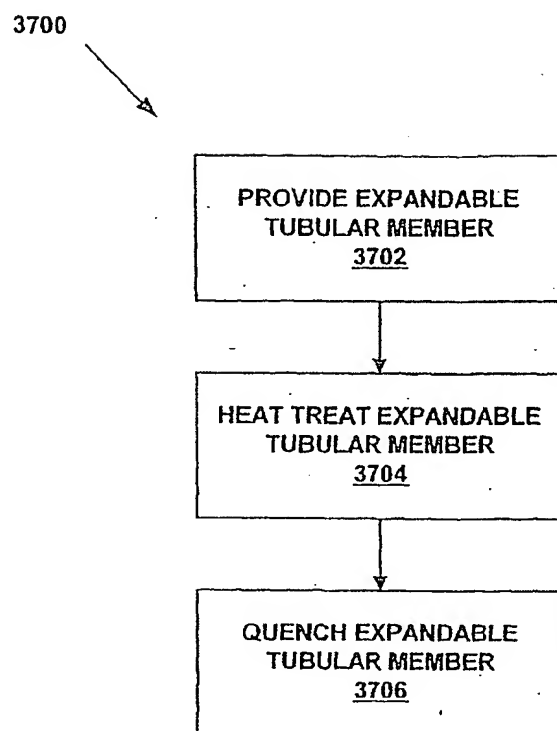 3700
PROVIDE EXPANDABLE
TUBULAR MEMBER
3702
HEAT TREAT EXPANDABLE
TUBULAR MEMBER
3704
QUENCH EXPANDABLE
TUBULAR MEMBER
3706